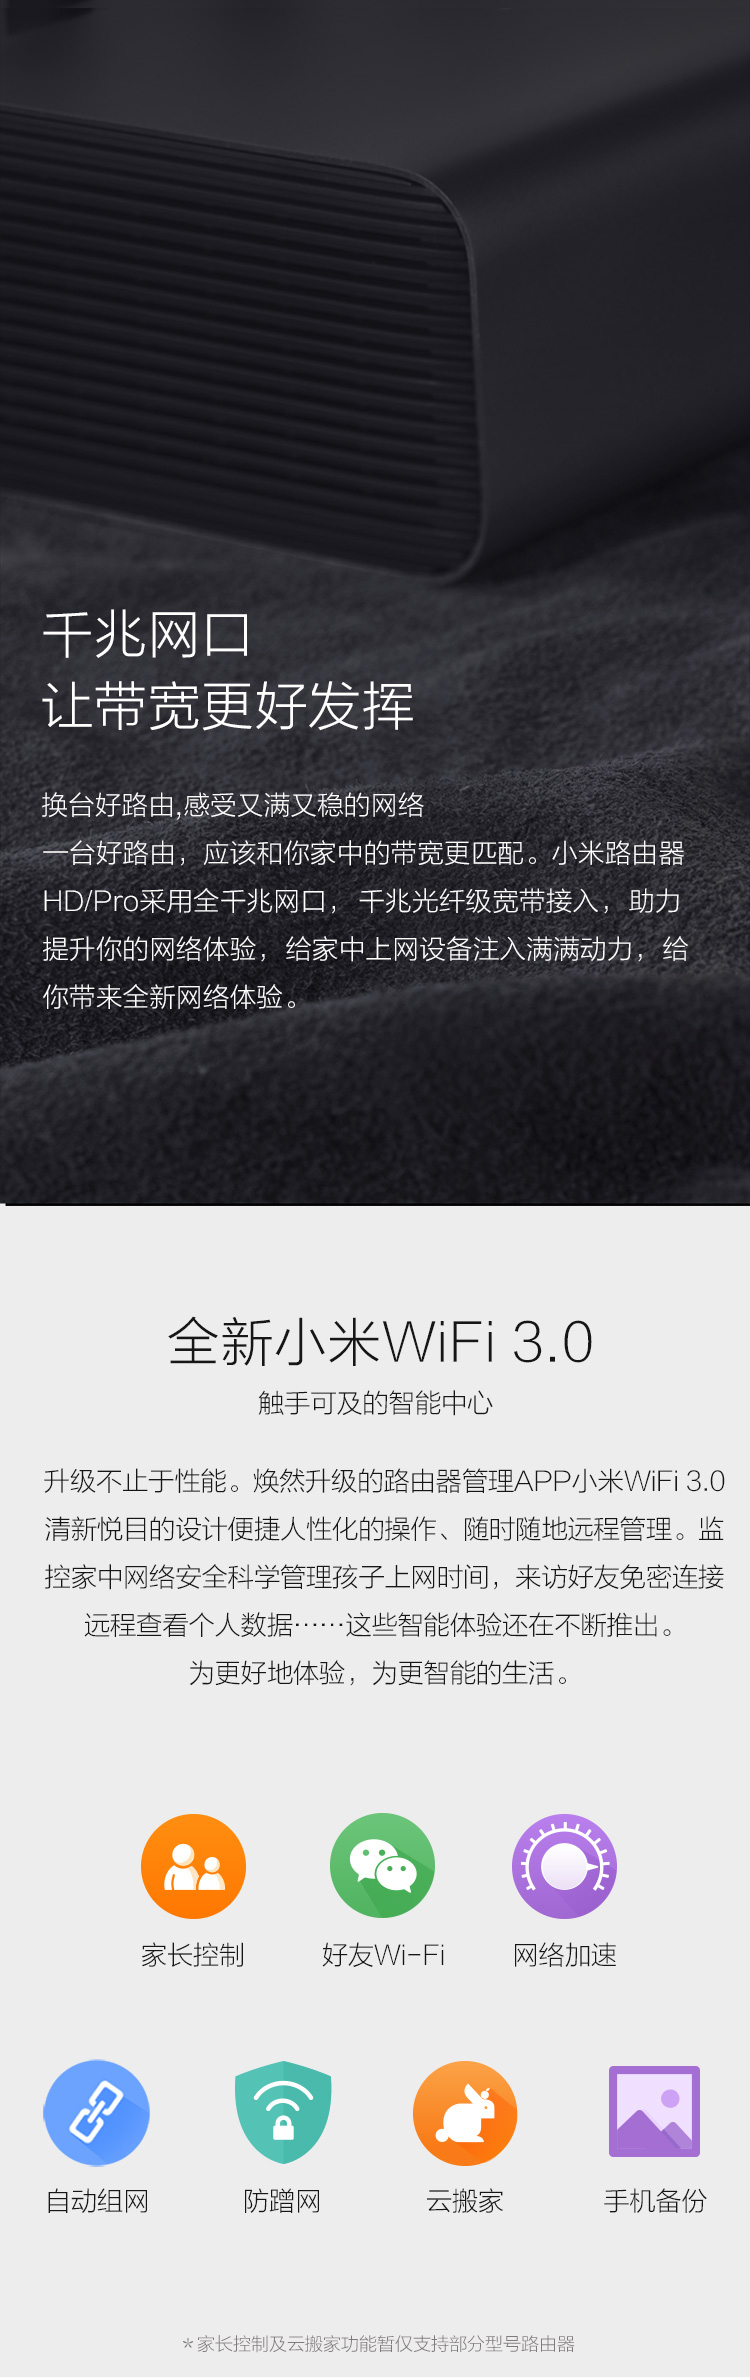 千兆网口
让带宽更好发挥
换台好路由,感受又满又稳的网络
一台好路由，应该和你家中的带宽更匹配。小米路由器
HD/Pro采用全千兆网口，千兆光纤级宽带接入，助力
提升你的网络体验，给家中上网设备注入满满动力，给
你带来全新网络体验。
全新小米WiFi 3.0
触手可及的智能中心
升级不止于性能。焕然升级的路由器管理APP小米WiFi 3.0
清新悦目的设计便捷人性化的操作、随时随地远程管理。监
控家中网络安全科学管理孩子上网时间，来访好友免密连接
远程查看个人数据……这些智能体验还在不断推出。
为更好地体验，为更智能的生活。
家长控制 好友Wi-Fi 网络加速
自动组网 防蹭网 云搬家 手机备份
*家长控制及云搬家功能暂仅支持部分型号路由器